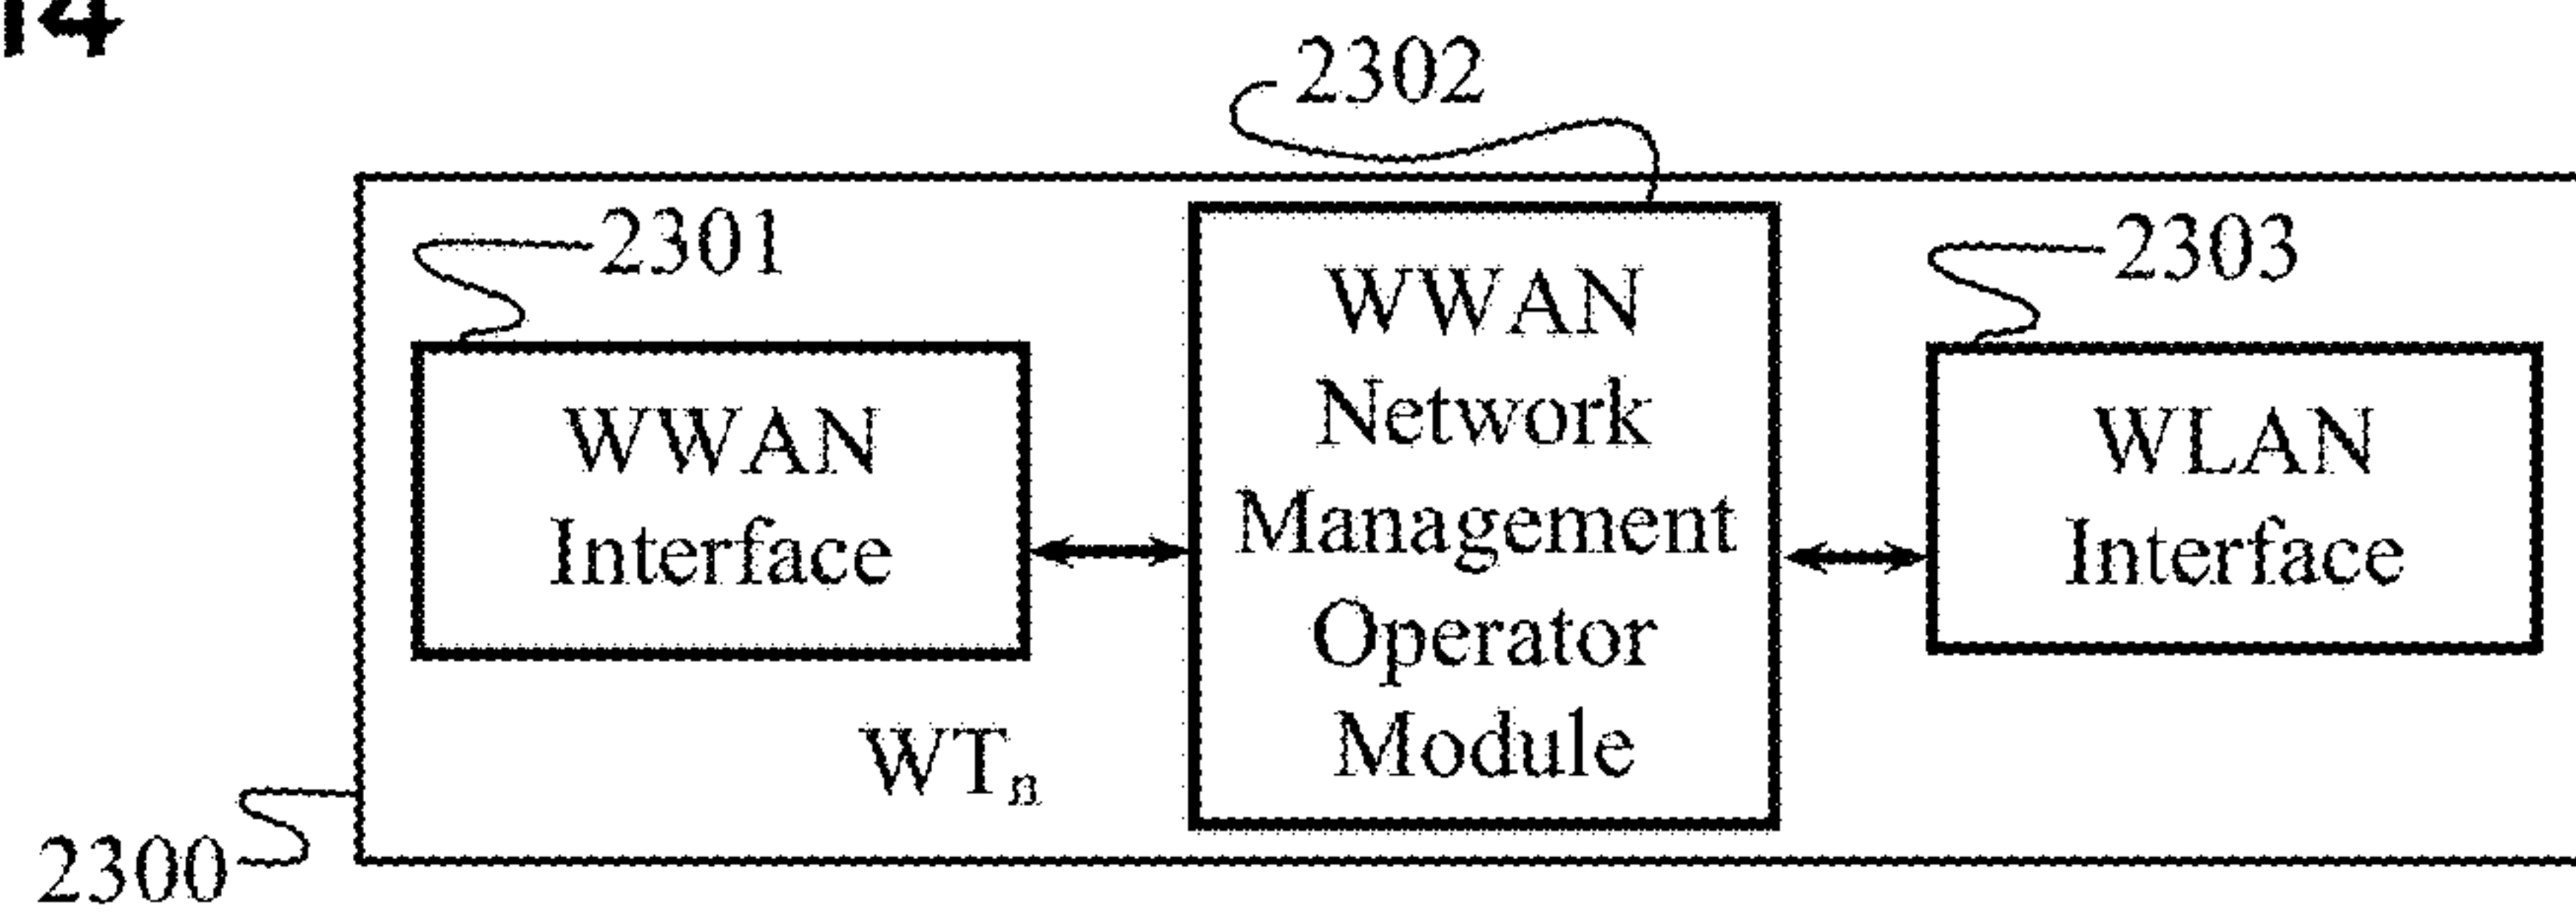 14
2302
2301
2303
WWAN
Network
Management
Operator
Module
WWAN
Interface
WLAN
Interface
WTn
2300